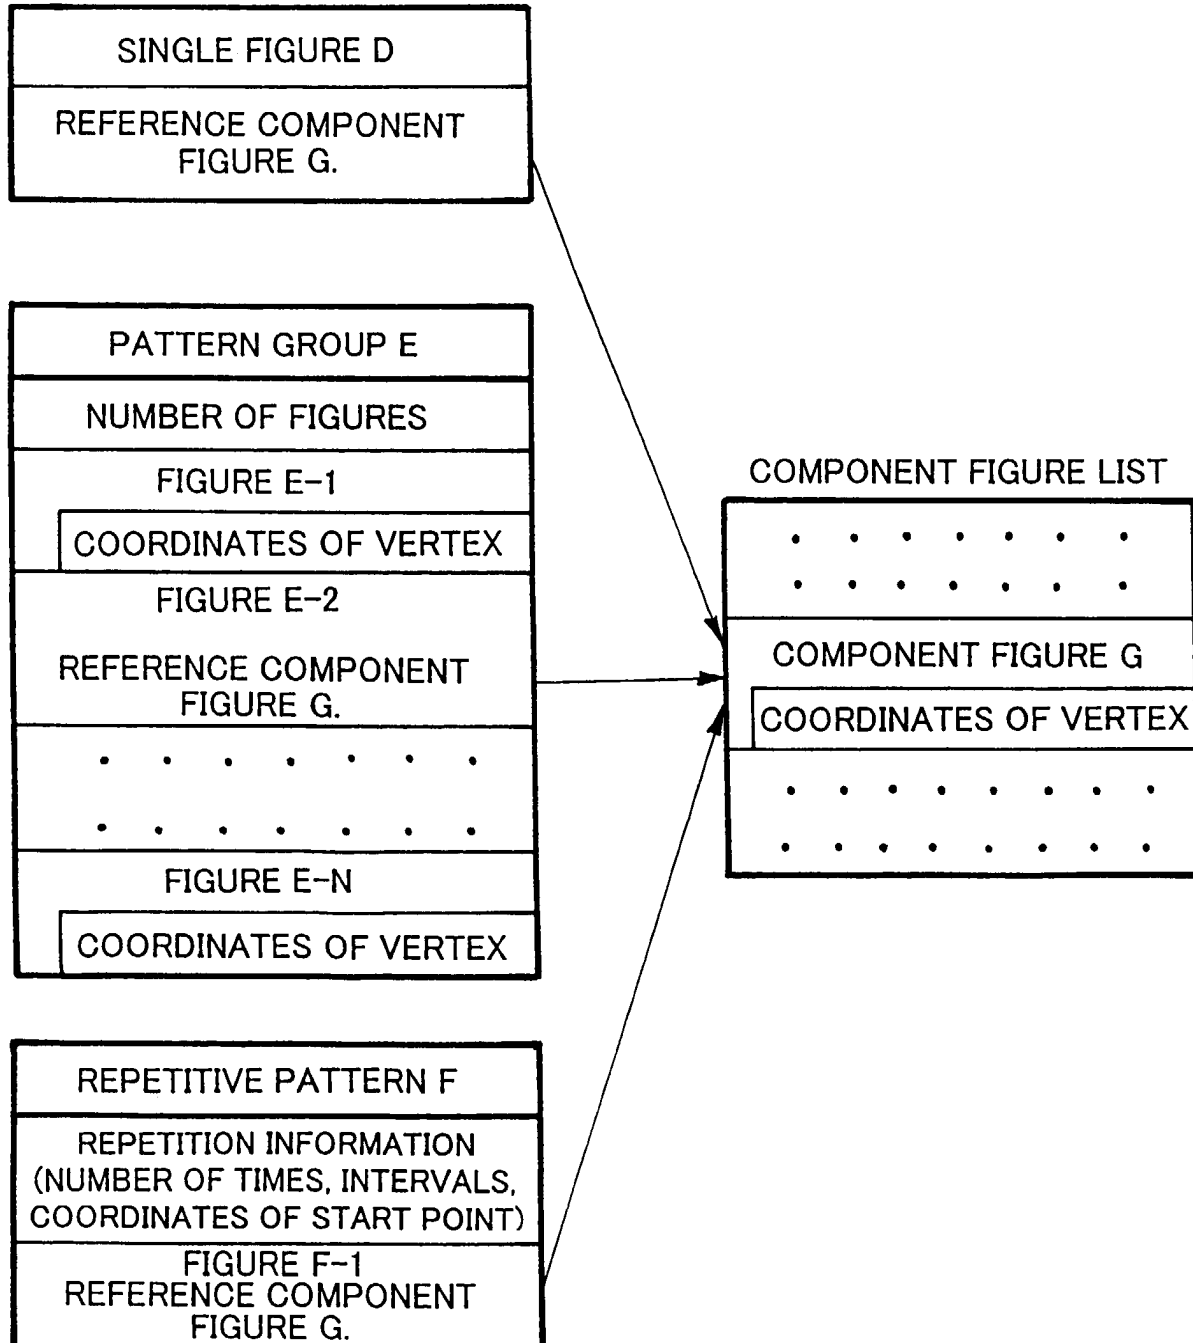 SINGLE FIGURE D
REFERENCE COMPONENT
FIGURE G.
PATTERN GROUP E
NUMBER OF FIGURES
FIGURE E-1
COORDINATES OF VERTEX
FIGURE E-2
REFERENCE COMPONENT
FIGURE G.
FIGURE E-N
COORDINATES OF VERTEX
REPETITIVE PATTERN F
REPETITION INFORMATION
(NUMBER OF TIMES, INTERVALS,
COORDINATES OF START POINT)
FIGURE F-1
REFERENCE COMPONENT
FIGURE G.
COMPONENT FIGURE LIST
COMPONENT FIGURE G
COORDINATES OF VERTEX